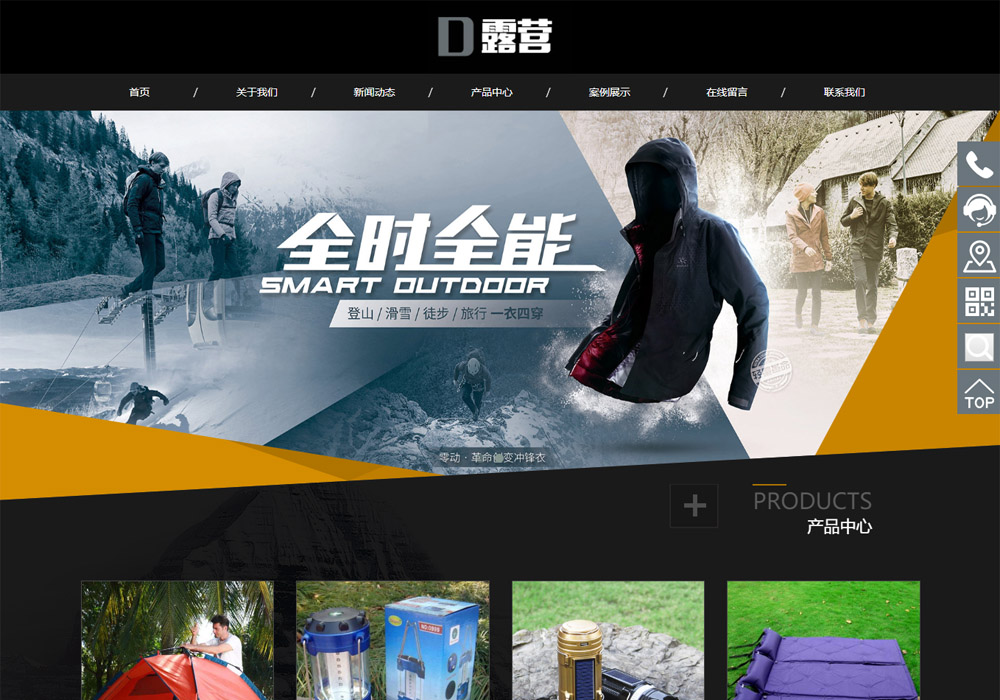 D 露营
首页 / 关于我们 / 新闻动态 / 产品中心 / 案例展示 / 在线留言 / 联系我们
全时全能
SMART OUTDOOR
登山 / 滑雪 / 徒步 / 旅行 一衣四穿
零动 · 革命
变冲锋衣
TOP
PRODUCTS
产品中心